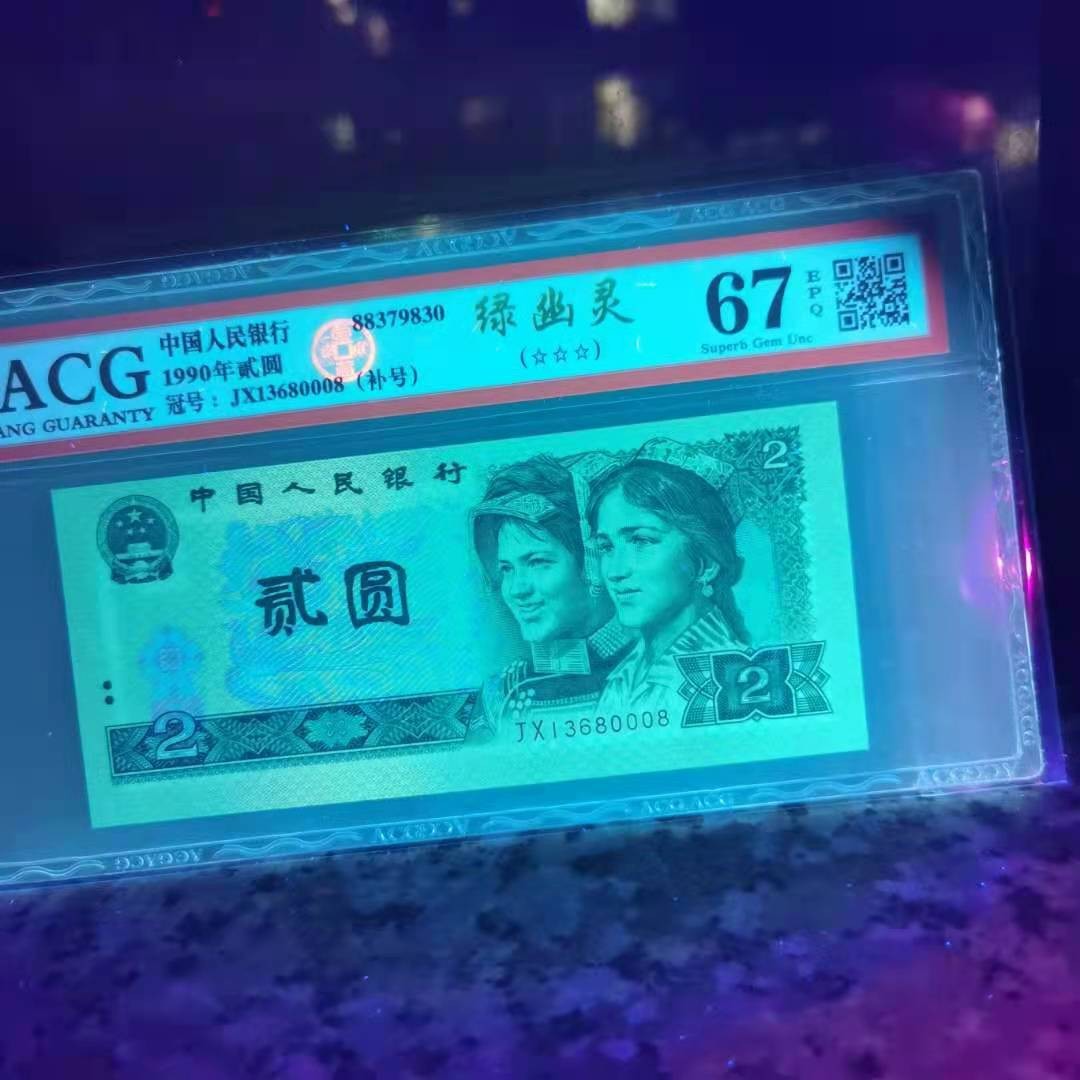 ACG
ANG GUARANTY
中国人民银行
1990年贰圆
冠号：JX13680008（补号）
88379830
绿幽灵
(☆☆☆)
67
EPQ
Superb Gem Unc
中国人民银行
2
贰圆
2
JX13680008
2